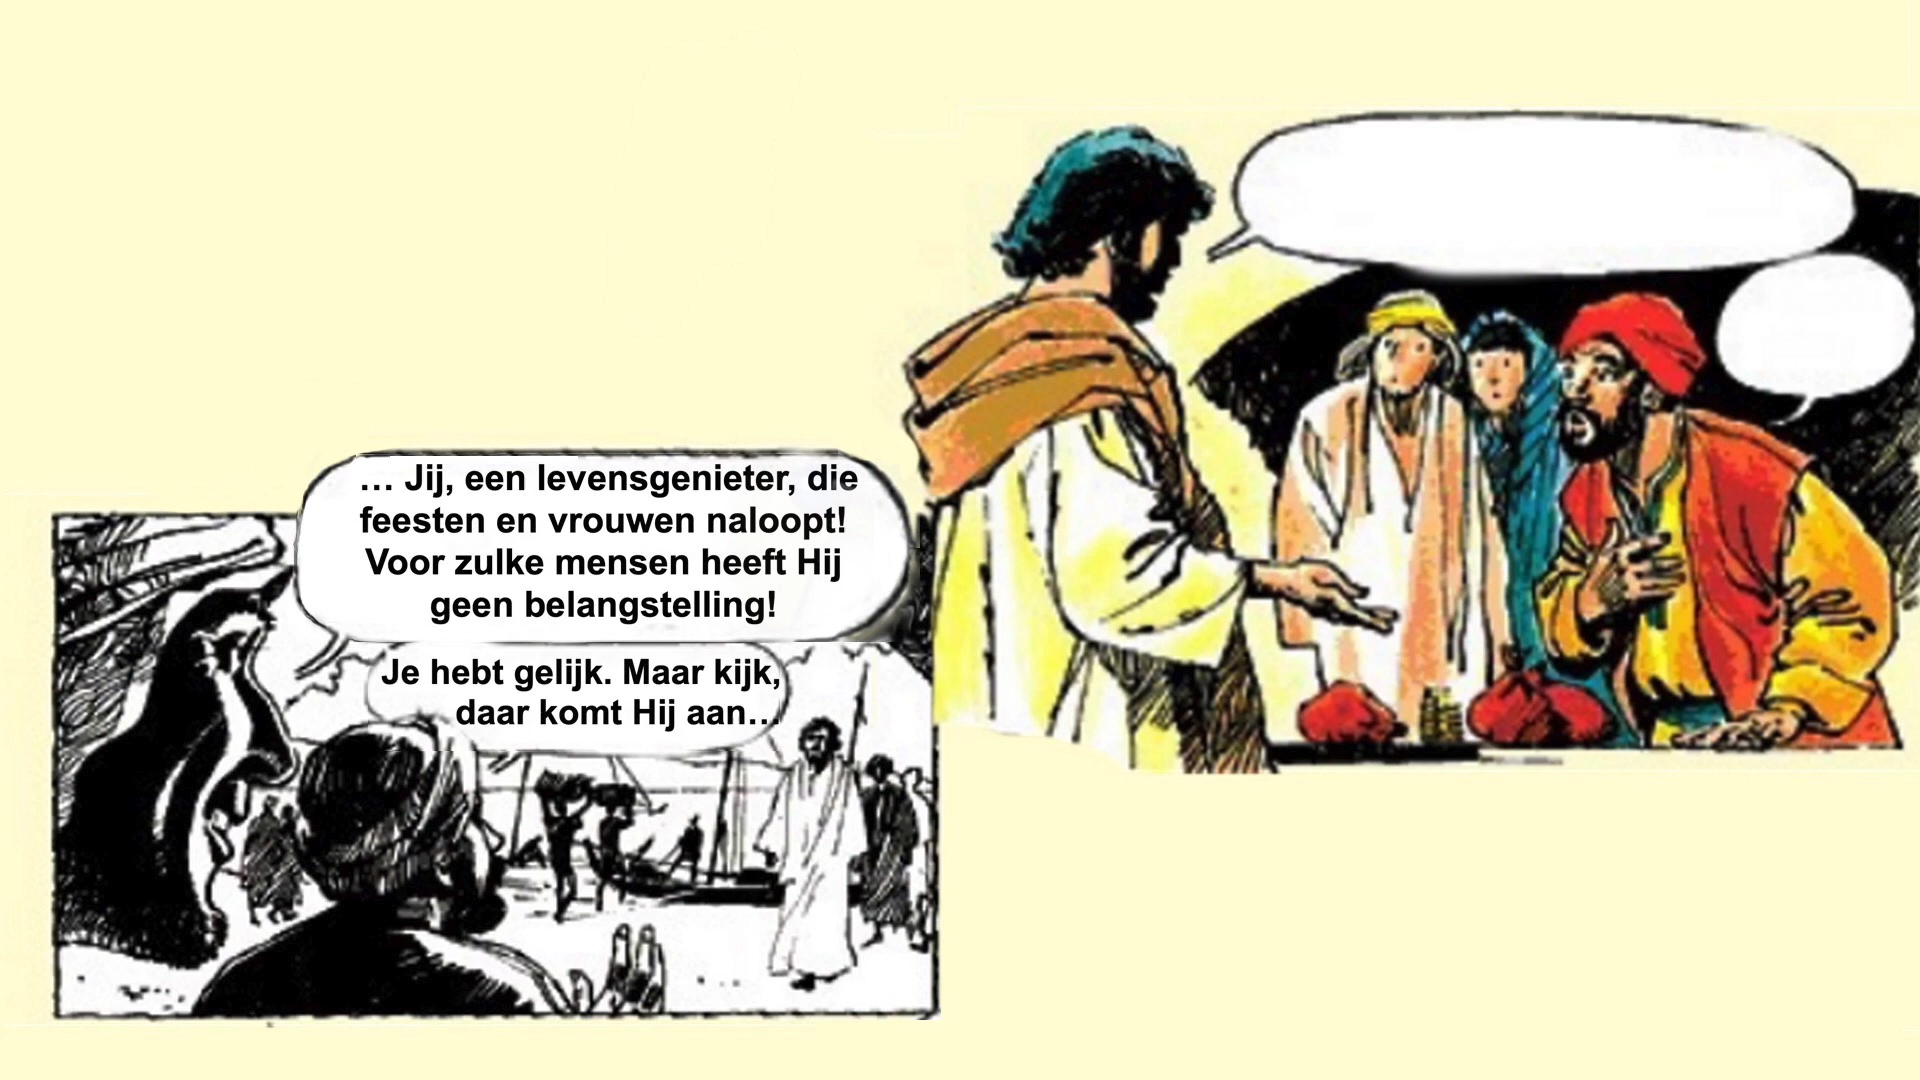 … Jij, een levensgenieter, die
feesten en vrouwen naloopt!
Voor zulke mensen heeft Hij
geen belangstelling!
Je hebt gelijk. Maar kijk,
daar komt Hij aan…